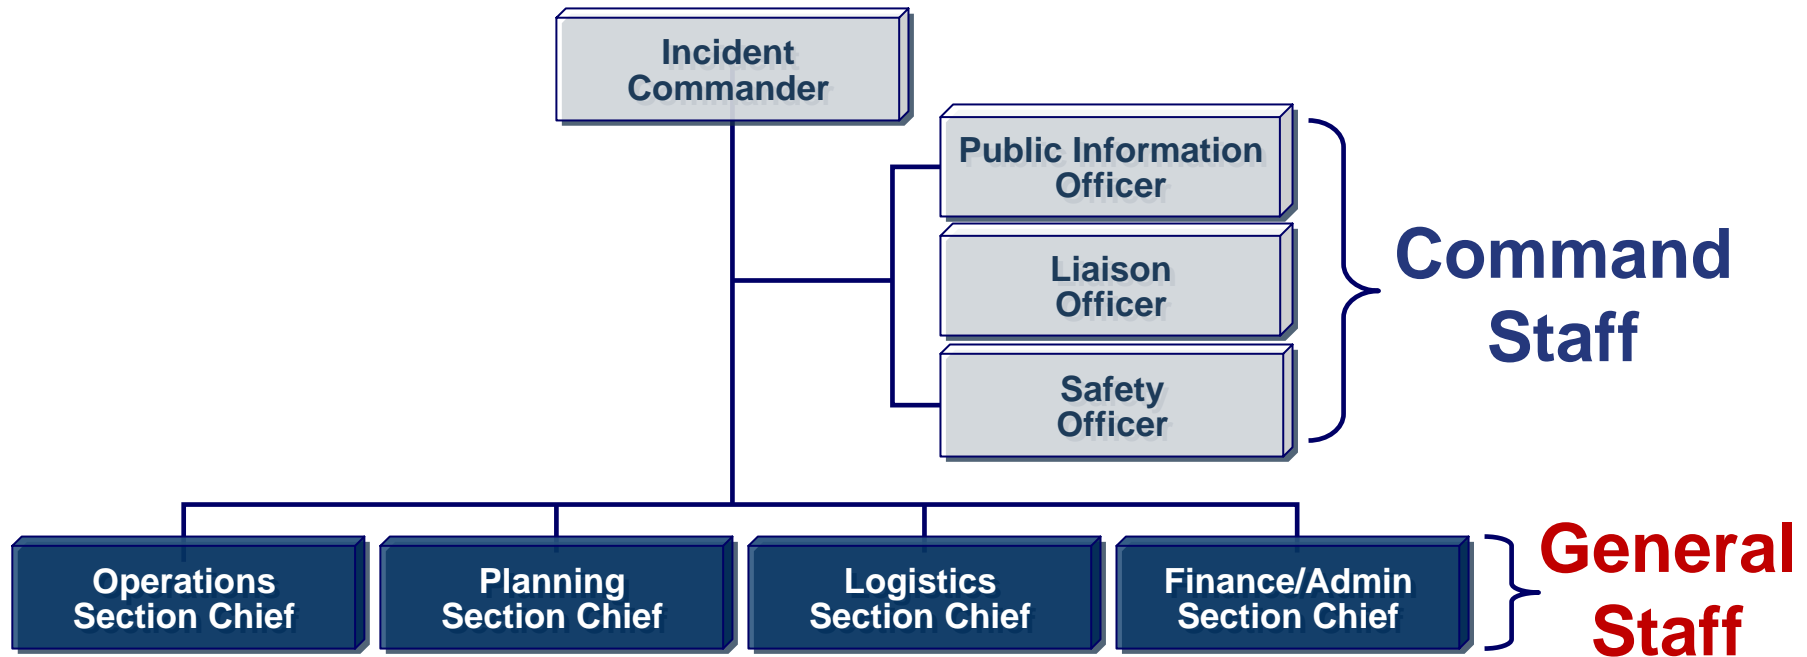 Incident
Commander
Public Information
Officer
Liaison
Officer
Safety
Officer
Command
Staff
Operations
Section Chief
Planning
Section Chief
Logistics
Section Chief
Finance/Admin
Section Chief
General
Staff